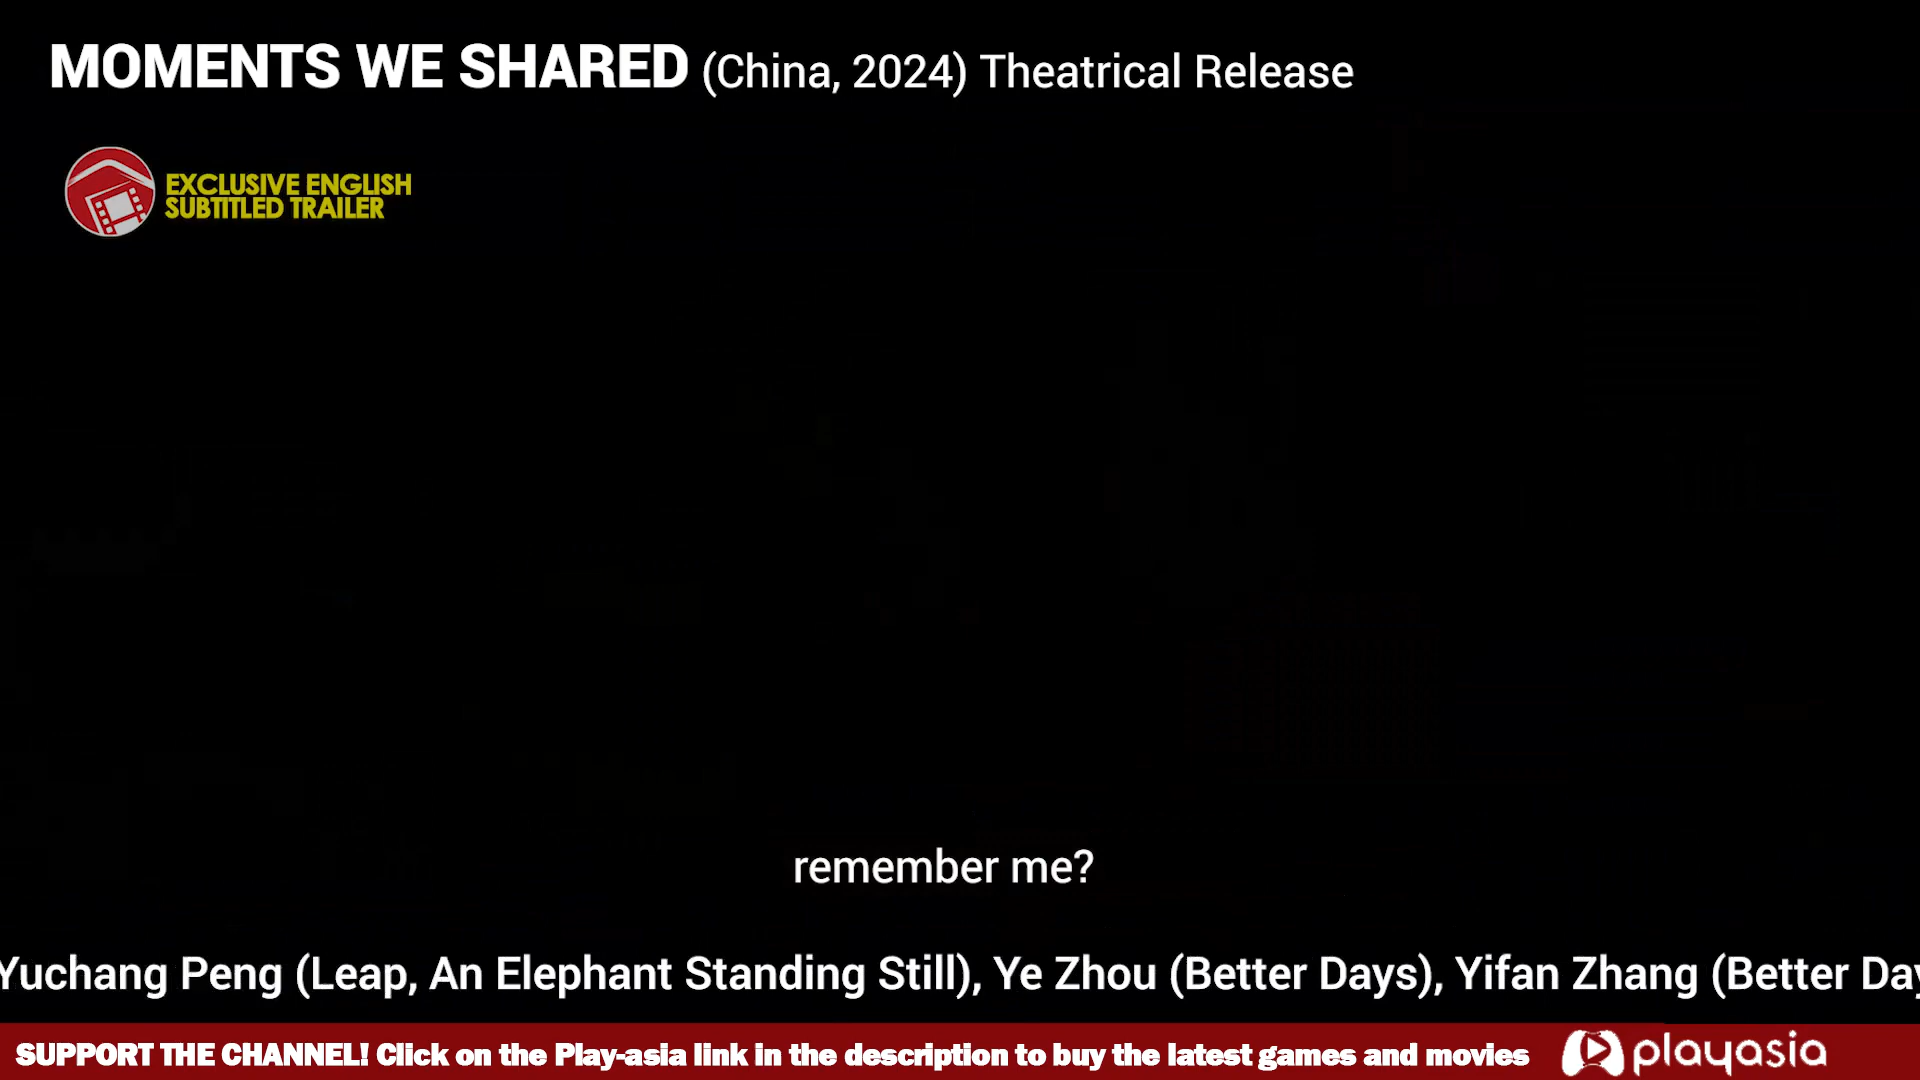 MOMENTS WE SHARED (China, 2024) Theatrical Release
EXCLUSIVE ENGLISH
SUBTITLED TRAILER
remember me?
Yuchang Peng (Leap, An Elephant Standing Still), Ye Zhou (Better Days), Yifan Zhang (Better Day
SUPPORT THE CHANNEL! Click on the Play-asia link in the description to buy the latest games and movies
playasia